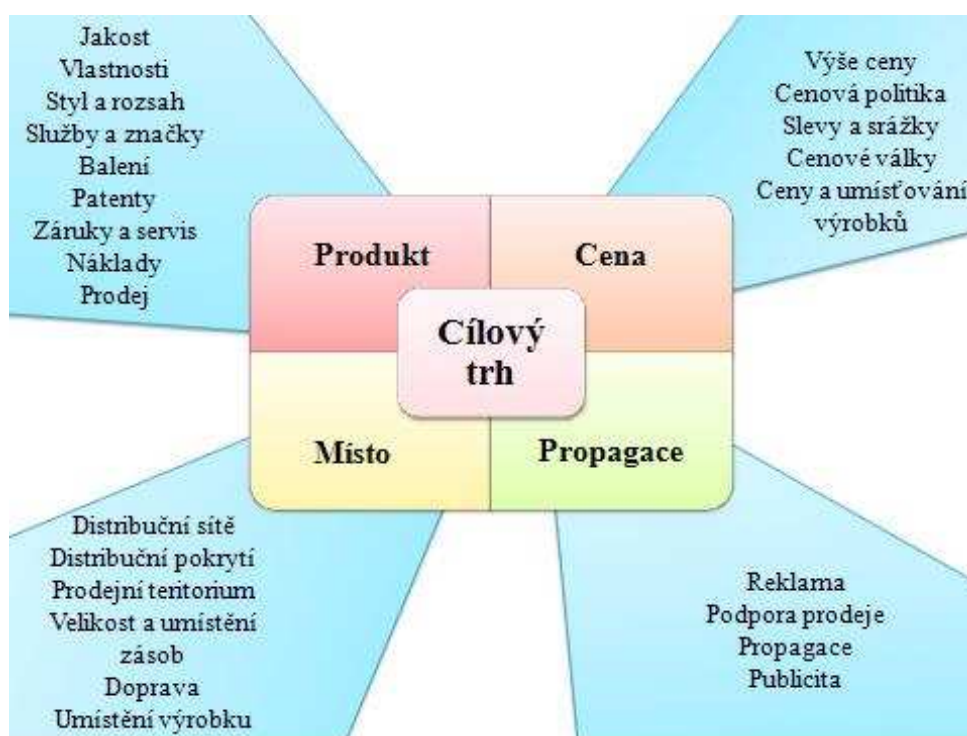 Jakost
Vlastnosti
Styl a rozsah
Služby a značky
Balení
Patenty
Záruky a servis
Náklady
Prodej
Výše ceny
Cenová politika
Slevy a srážky
Cenové války
Ceny a umísťování
výrobků
Produkt
Cena
Cílový
trh
Místo
Propagace
Distribuční sítě
Distribuční pokrytí
Prodejní teritorium
Velikost a umístění
zásob
Doprava
Umístění výrobku
Reklama
Podpora prodeje
Propagace
Publicita